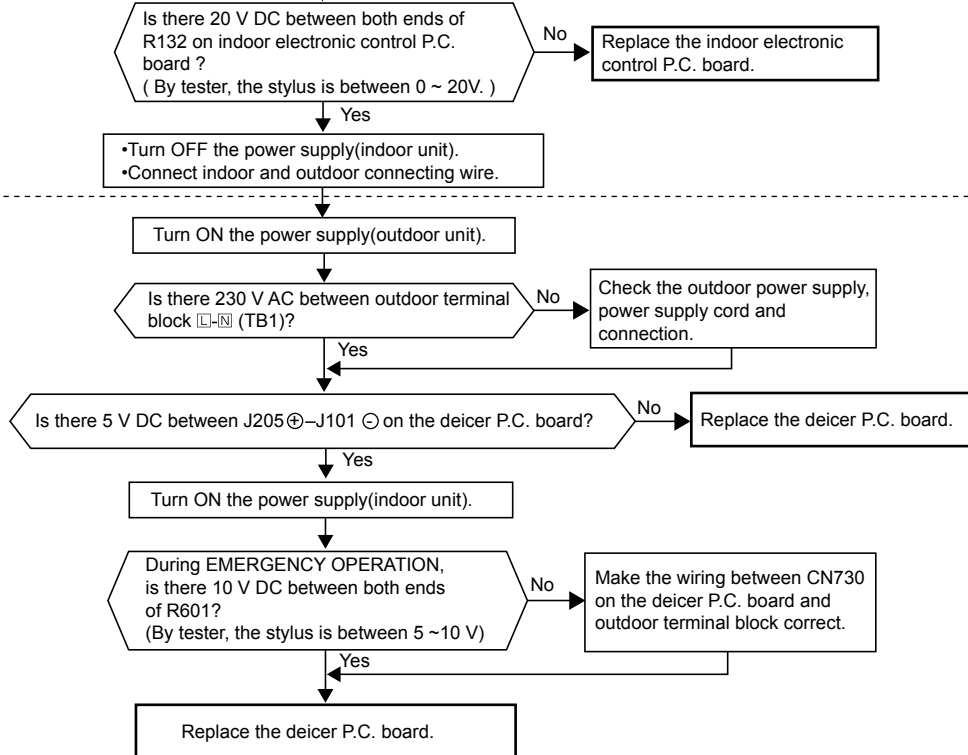 Is there 20 V DC between both ends of
R132 on indoor electronic control P.C.
board ?
( By tester, the stylus is between 0 ~ 20V. )
No
Replace the indoor electronic
control P.C. board.
Yes
•Turn OFF the power supply(indoor unit).
•Connect indoor and outdoor connecting wire.
Turn ON the power supply(outdoor unit).
Is there 230 V AC between outdoor terminal
block 🄻-🄽 (TB1)?
No
Check the outdoor power supply,
power supply cord and
connection.
Yes
Is there 5 V DC between J205⊕–J101 ⊖ on the deicer P.C. board?
No
Replace the deicer P.C. board.
Yes
Turn ON the power supply(indoor unit).
During EMERGENCY OPERATION,
is there 10 V DC between both ends
of R601?
(By tester, the stylus is between 5 ~10 V)
No
Make the wiring between CN730
on the deicer P.C. board and
outdoor terminal block correct.
Yes
Replace the deicer P.C. board.